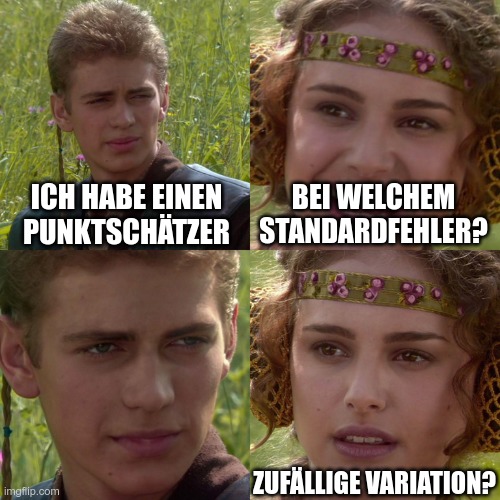 ICH HABE EINEN
PUNKTSCHÄTZER
BEI WELCHEM
STANDARDFEHLER?
ZUFÄLLIGE VARIATION?
imgflip.com